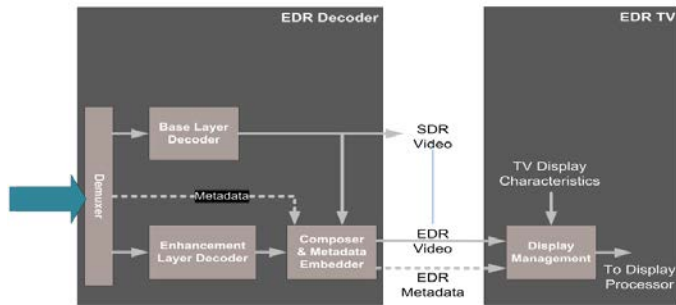 EDR Decoder
EDR TV
Base Layer
Decoder
SDR
Video
TV Display
Characteristics
Demuxer
Metadata
Enhancement
Layer Decoder
Composer
& Metadata
Embedder
EDR
Video
EDR
Metadata
Display
Management
To Display
Processor